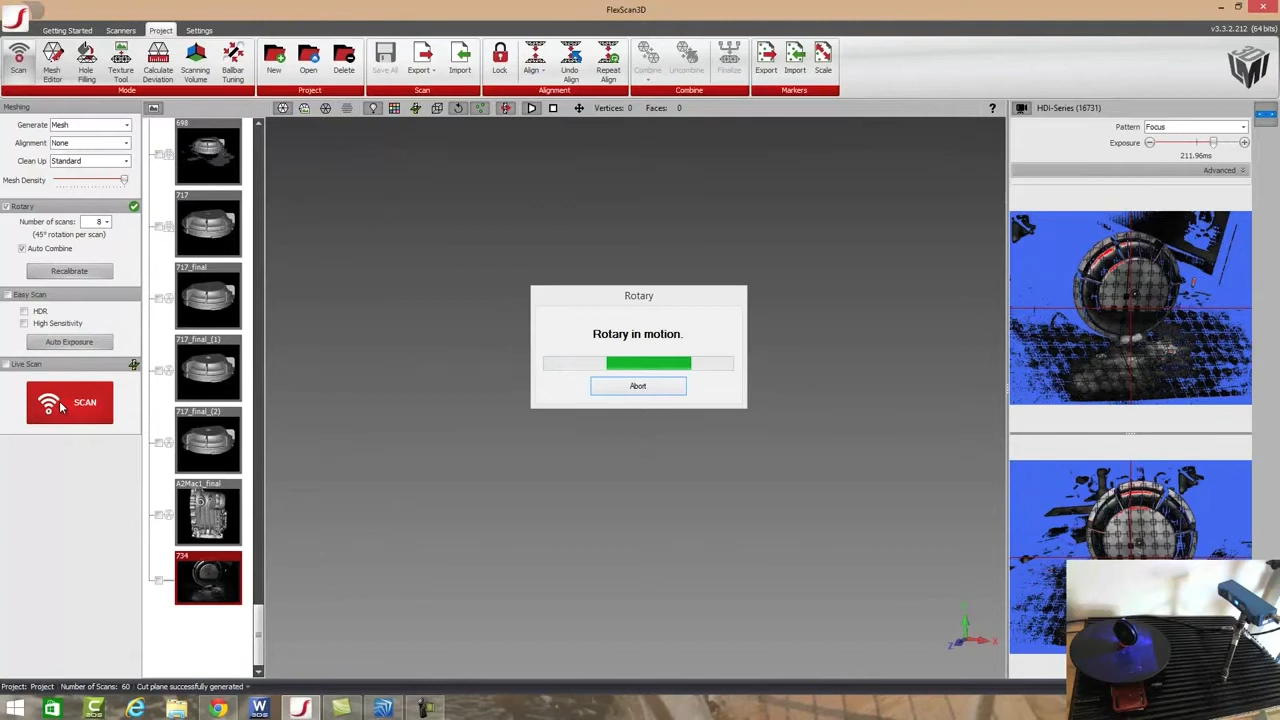 FlexScan3D
Getting Started Scanners Project Settings
v3.3.2.212 (64 bits)
Scan Mesh Editor Hole Filling Texture Tool Calculate Deviation Scanning Volume Ballbar Tuning New Open Delete Save All Export Import Lock Align Undo Align Repeat Align Combine Uncombine Finalize Export Import Scale
Mode Project Scan Alignment Combine Markers
Meshing
Vertices: 0 Faces: 0
?
HDI-Series (16731)
Generate Mesh
Pattern Focus
Alignment None
Exposure
211.96ms
Clean Up Standard
Advanced
Mesh Density
Rotary
Number of scans: 8
(45° rotation per scan)
Auto Combine
Recalibrate
Easy Scan
HDR
High Sensitivity
Auto Exposure
Live Scan
SCAN
698
717
717_final
717_final_(1)
717_final_(2)
A2Mac1_final
734
Rotary
Rotary in motion.
Abort
X
Z
Project: Project Number of Scans: 60 Cut plane successfully generated